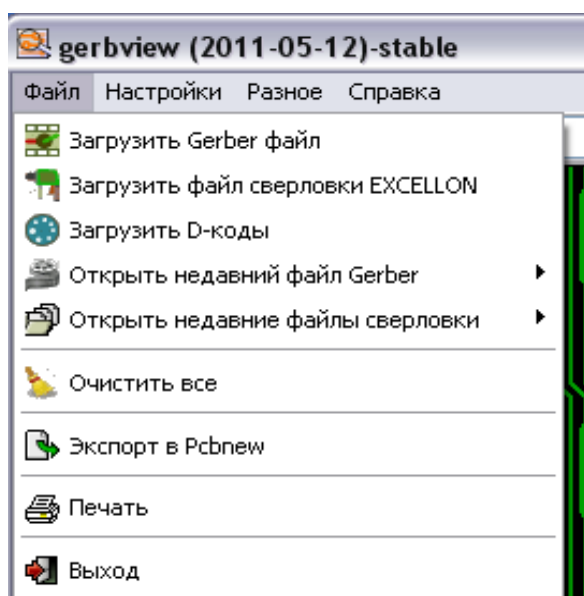 gerbview (2011-05-12)-stable
Файл Настройки Разное Справка
Загрузить Gerber файл
Загрузить файл сверловки EXCELLON
Загрузить D-коды
Открыть недавний файл Gerber
Открыть недавние файлы сверловки
Очистить все
Экспорт в Pcbnew
Печать
Выход